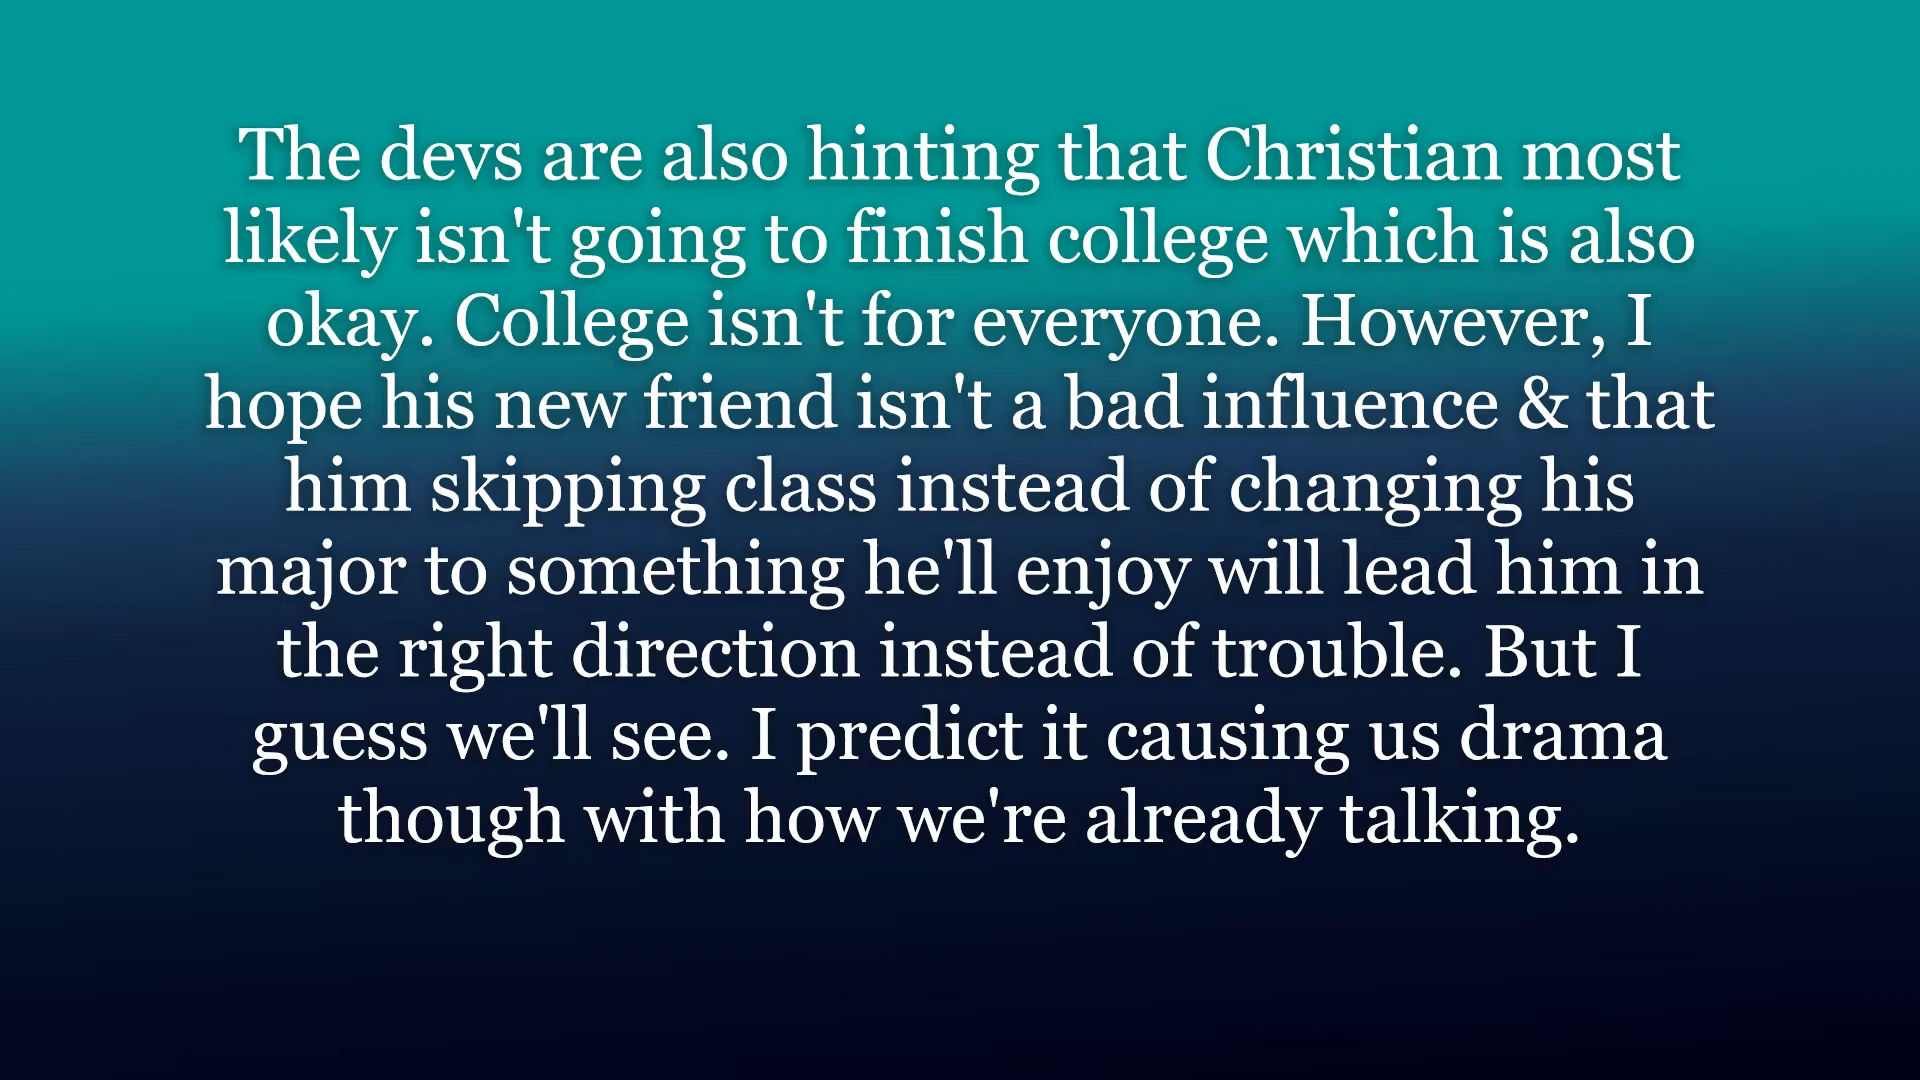 The devs are also hinting that Christian most
likely isn't going to finish college which is also
okay. College isn't for everyone. However, I
hope his new friend isn't a bad influence & that
him skipping class instead of changing his
major to something he'll enjoy will lead him in
the right direction instead of trouble. But I
guess we'll see. I predict it causing us drama
though with how we're already talking.